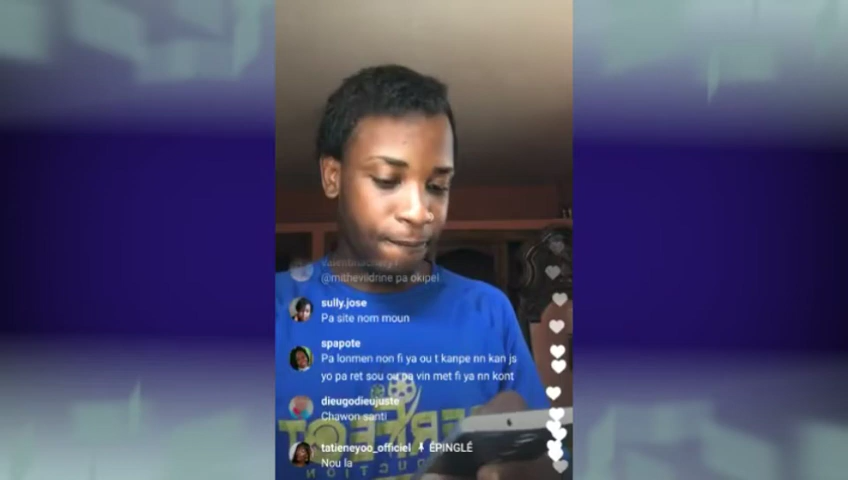 @mithevildrine pa okipel
sully.jose
Pa site nom moun
spapote
Pa lonmen non fi ya ou t kanpe nn kan js
yo pa ret sou ou pa vin met fi ya nn kont
dieugodieujuste
Chawon santi
tatieneyoo_officiel ÉPINGLÉ
Nou la